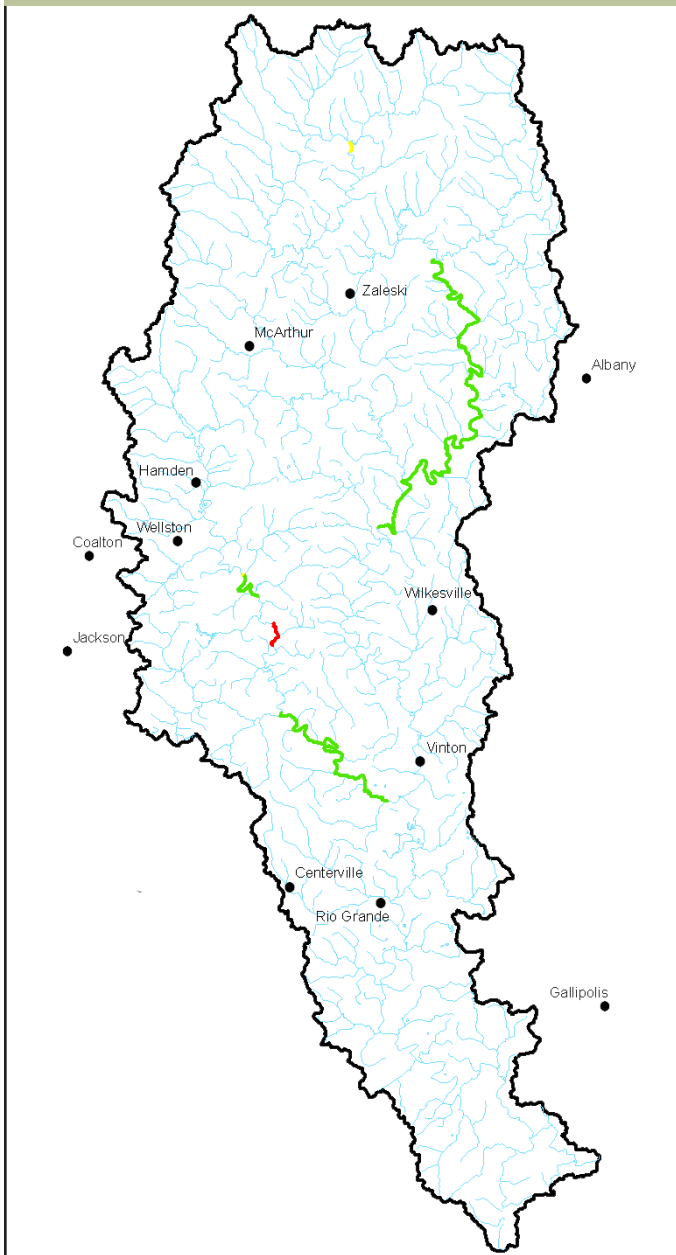 Zaleski
McArthur
Albany
Hamden
Wellston
Coalton
Wilkesville
Jackson
Vinton
Centerville
Rio Grande
Gallipolis